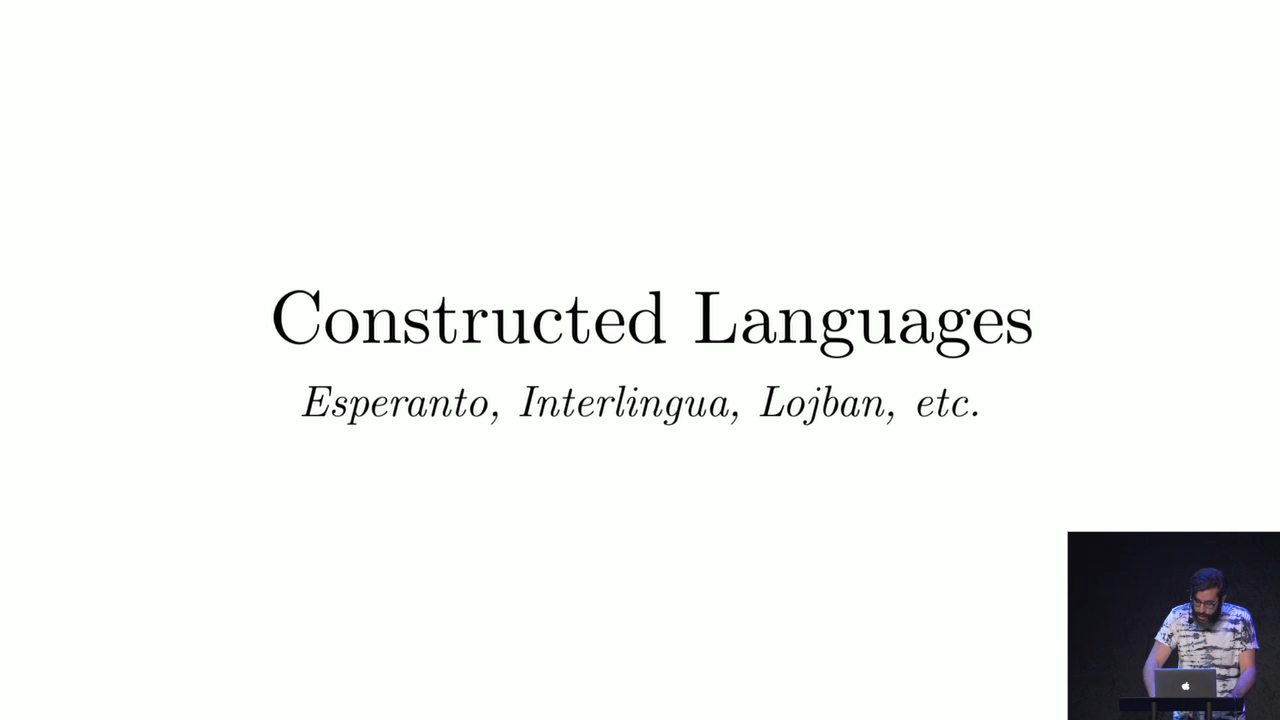 Constructed Languages
Esperanto, Interlingua, Lojban, etc.